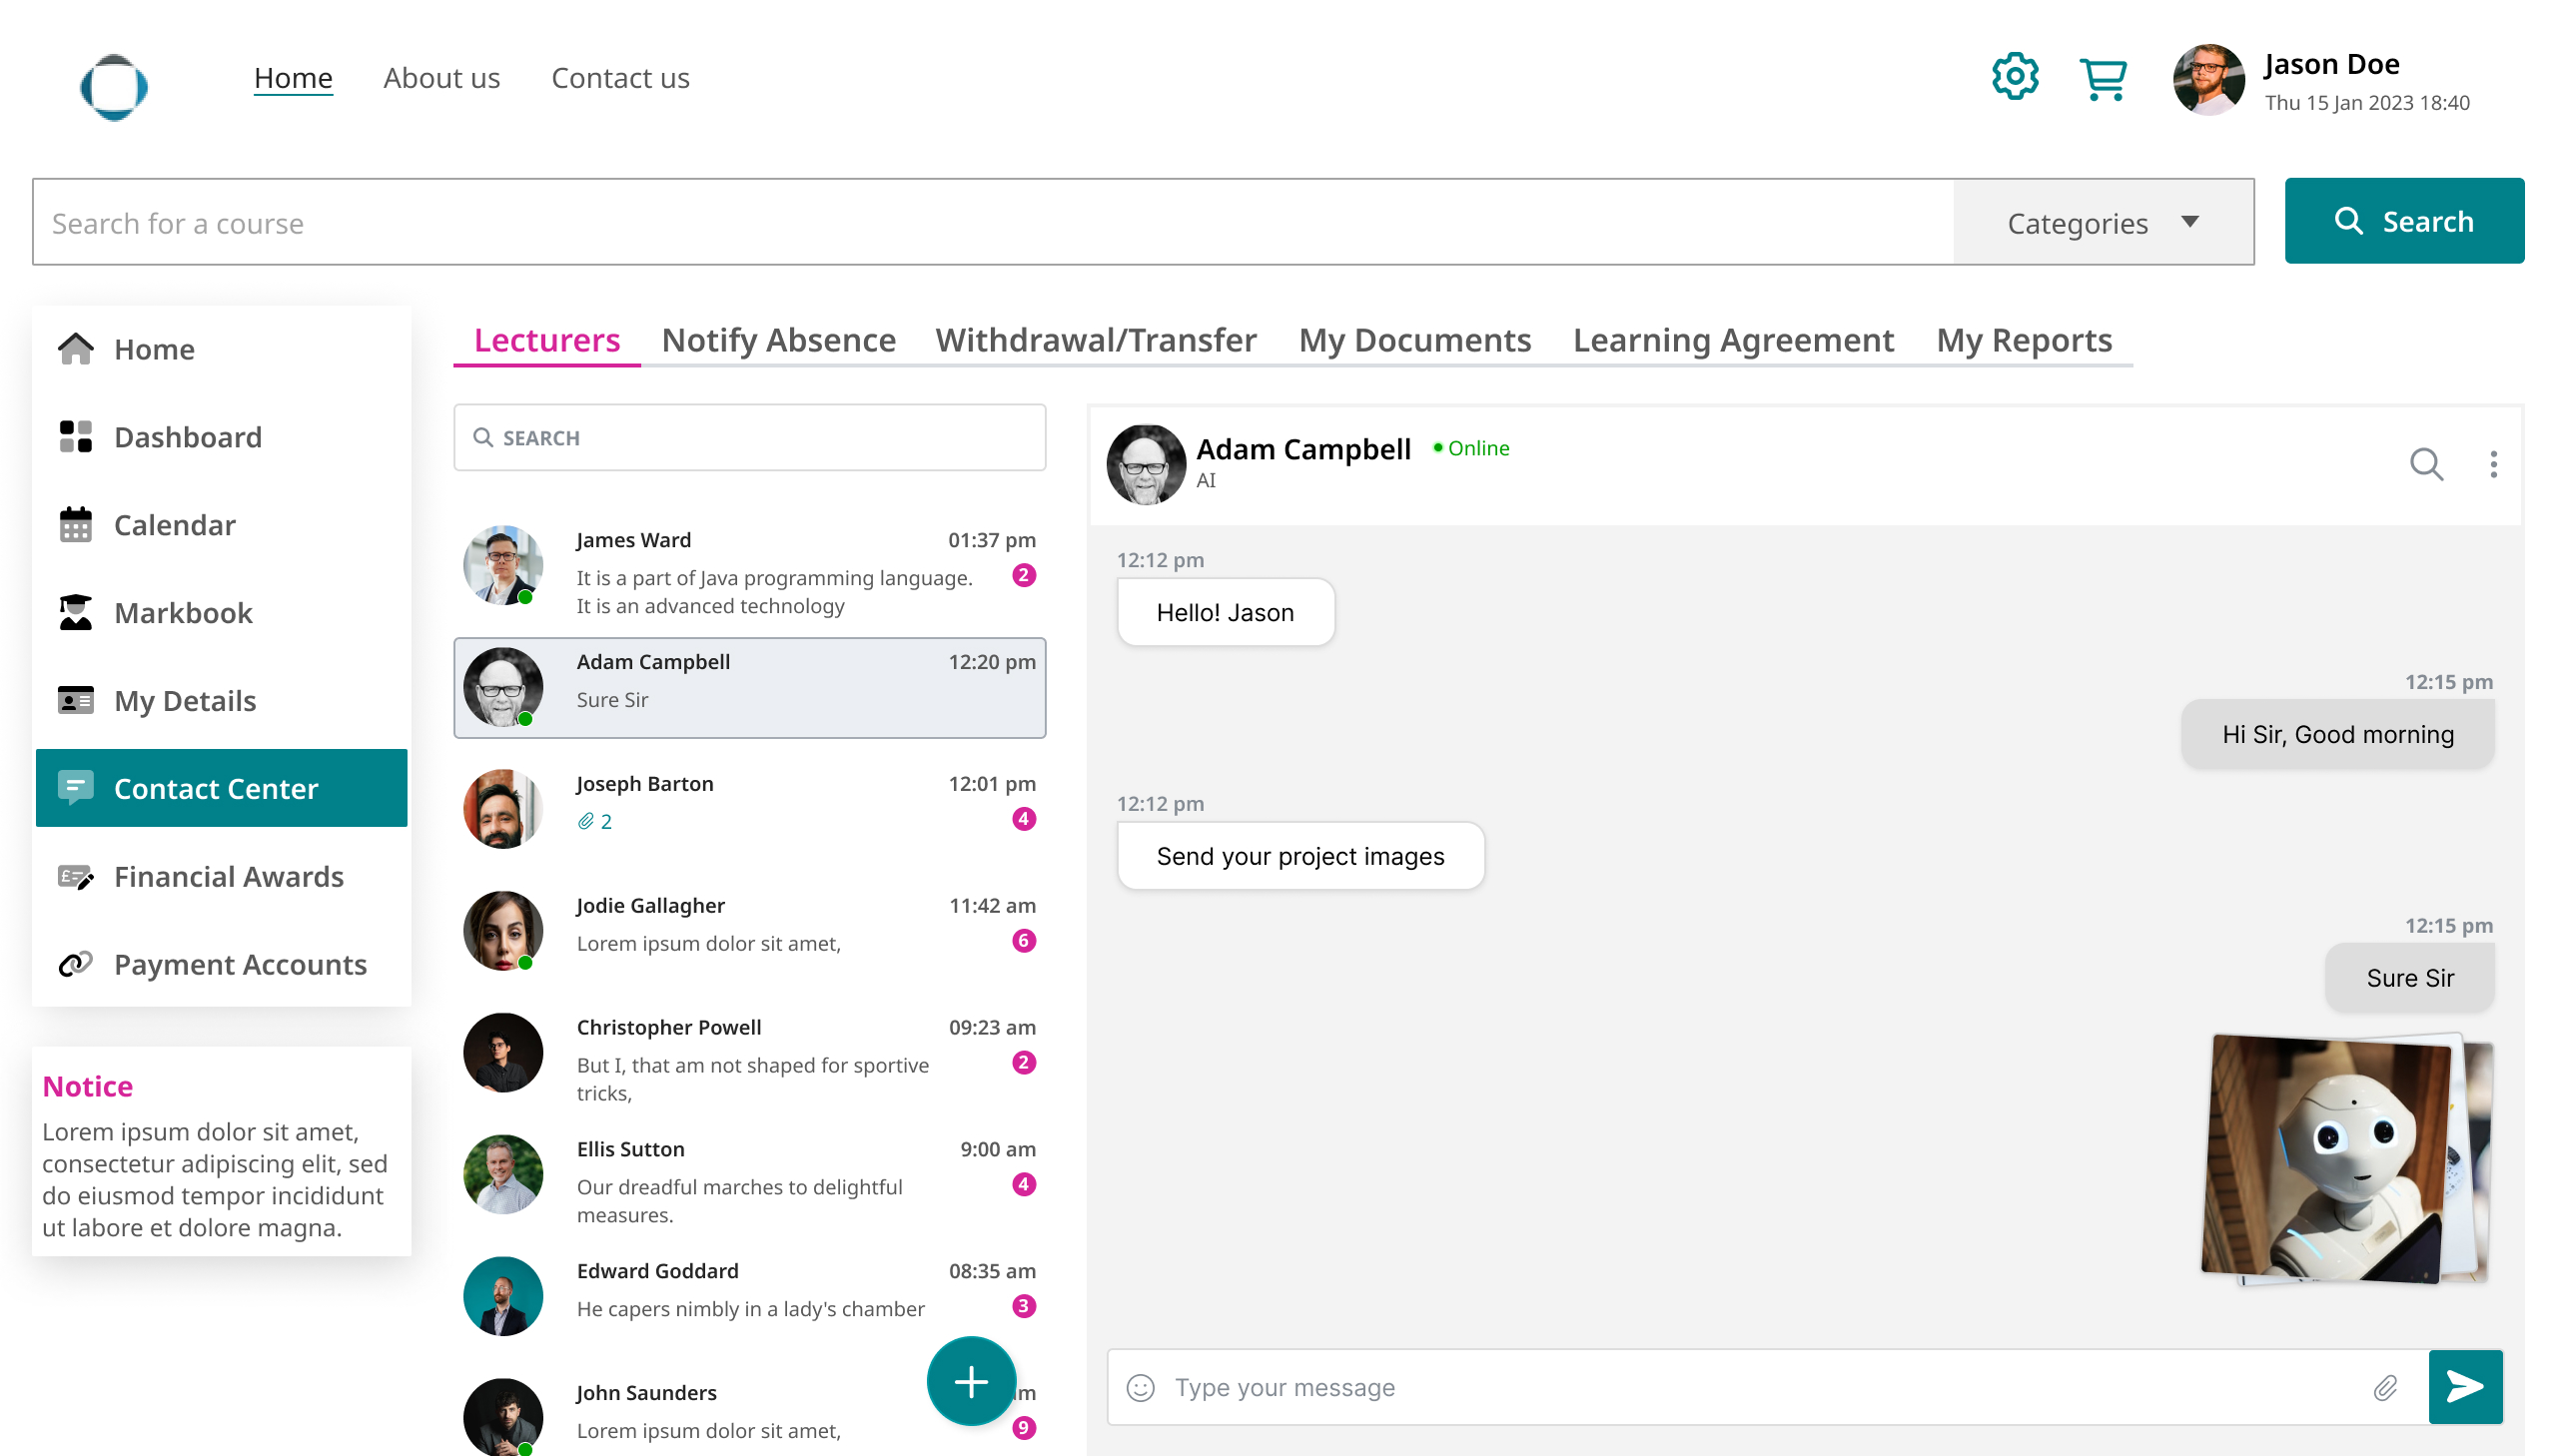 Home
About us
Contact us
Jason Doe
Thu 15 Jan 2023 18:40
Search for a course
Categories
Search
Home
Dashboard
Calendar
Markbook
My Details
Contact Center
Financial Awards
Payment Accounts
Notice
Lorem ipsum dolor sit amet,
consectetur adipiscing elit, sed
do eiusmod tempor incididunt
ut labore et dolore magna.
Lecturers
Notify Absence
Withdrawal/Transfer
My Documents
Learning Agreement
My Reports
SEARCH
James Ward
01:37 pm
It is a part of Java programming language.
2
It is an advanced technology
Adam Campbell
12:20 pm
Sure Sir
Joseph Barton
12:01 pm
2
4
Jodie Gallagher
11:42 am
Lorem ipsum dolor sit amet,
6
Christopher Powell
09:23 am
But I, that am not shaped for sportive
2
tricks,
Ellis Sutton
9:00 am
Our dreadful marches to delightful
4
measures.
Edward Goddard
08:35 am
He capers nimbly in a lady's chamber
3
John Saunders
Lorem ipsum dolor sit amet,
9
Adam Campbell
Online
AI
12:12 pm
Hello! Jason
12:15 pm
Hi Sir, Good morning
12:12 pm
Send your project images
12:15 pm
Sure Sir
Type your message